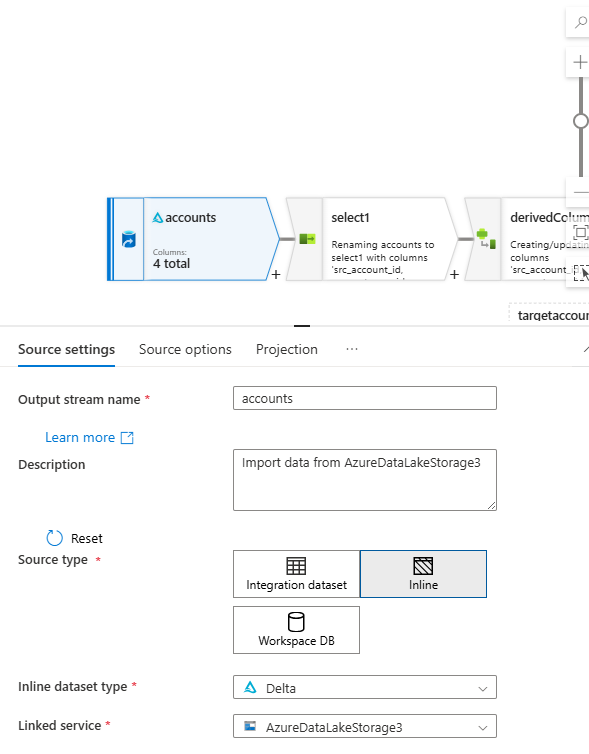 accounts
Columns:
4 total
+
select1
Renaming accounts to
select1 with columns
'src_account_id,
+
derivedColum
Creating/updatin
columns
'src_account_id,
targetaccour
Source settings
Source options
Projection
...
Output stream name *
accounts
Learn more
Description
Import data from AzureDataLakeStorage3
Reset
Source type *
Integration dataset
Inline
Workspace DB
Inline dataset type *
Delta
Linked service *
AzureDataLakeStorage3